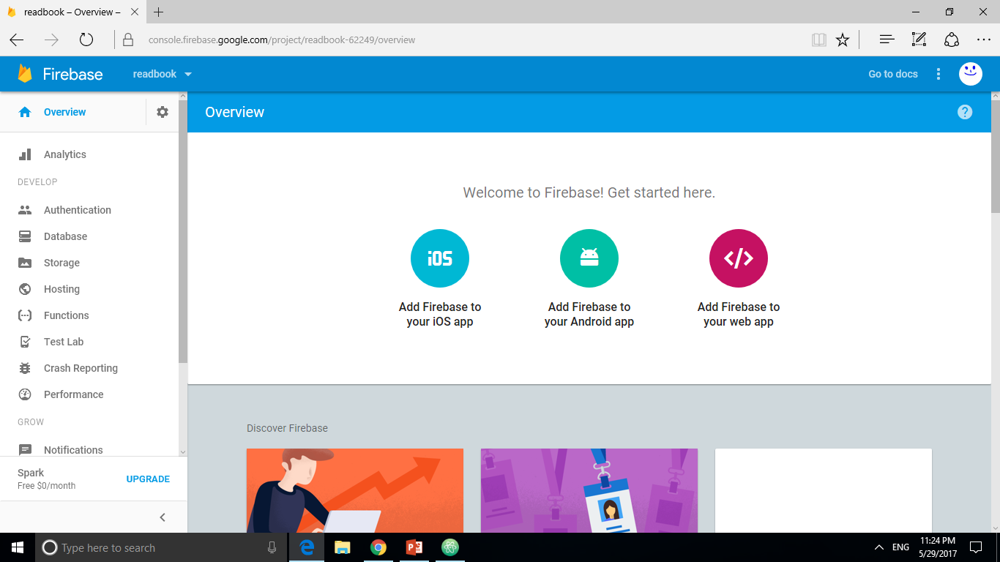 readbook – Overview –
console.firebase.google.com/project/readbook-62249/overview
Firebase
readbook
Go to docs
Overview
Overview
?
Analytics
DEVELOP
Authentication
Database
Storage
Hosting
Functions
Test Lab
Crash Reporting
Performance
GROW
Notifications
Spark
Free $0/month
UPGRADE
Welcome to Firebase! Get started here.
iOS
</>
Add Firebase to
your iOS app
Add Firebase to
your Android app
Add Firebase to
your web app
Discover Firebase
Type here to search
ENG
11:24 PM
5/29/2017